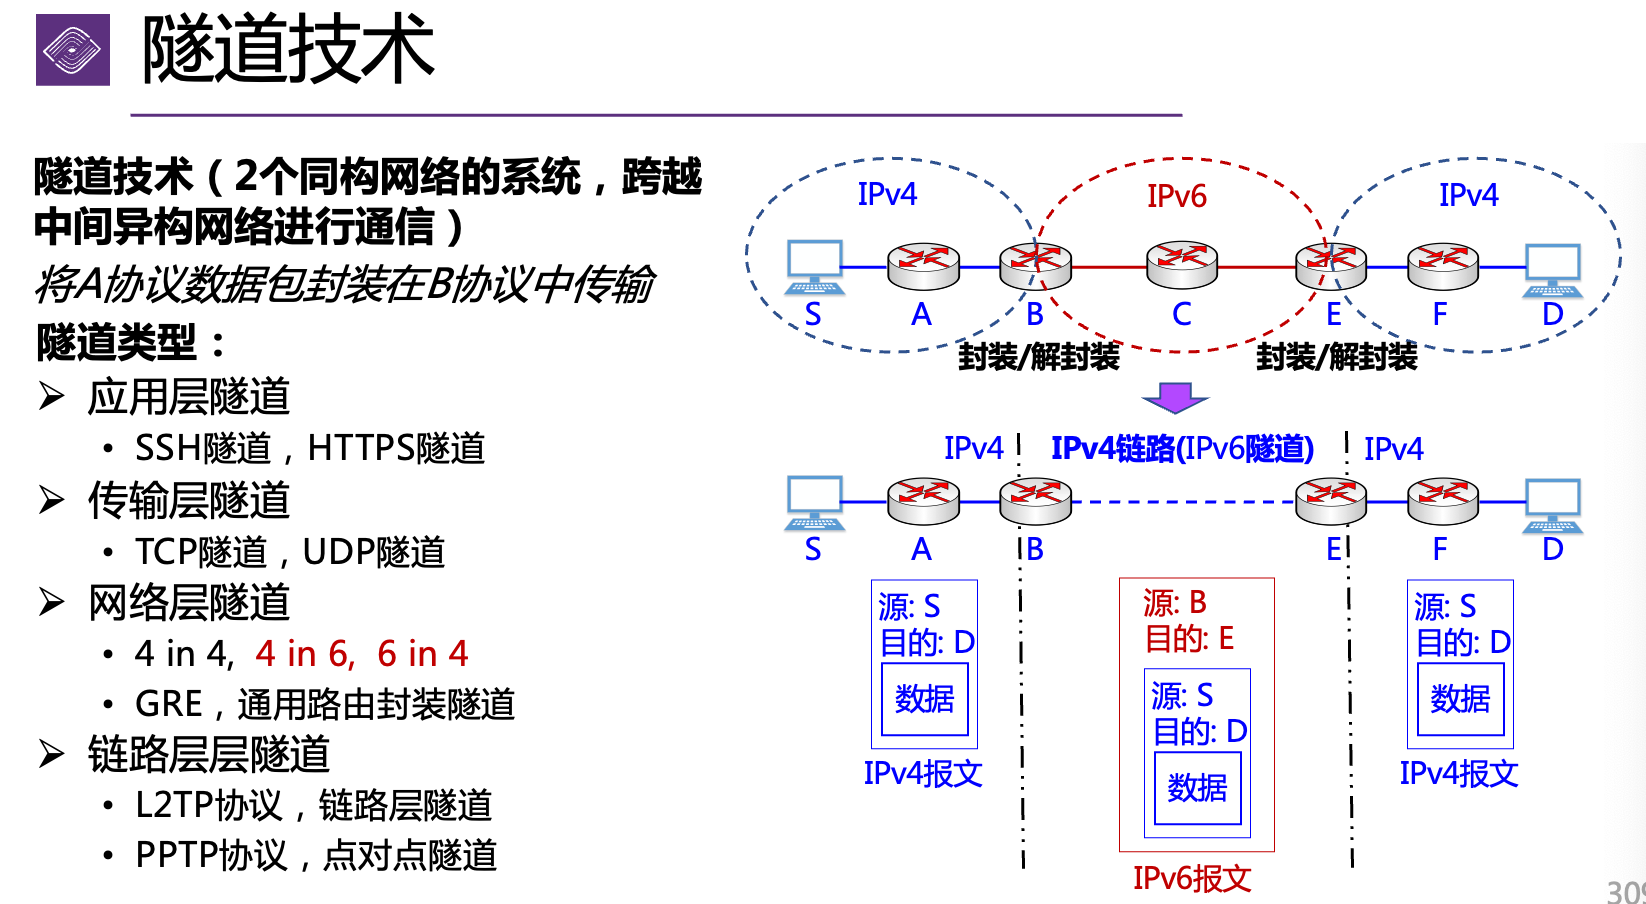 隧道技术
隧道技术（2个同构网络的系统，跨越
中间异构网络进行通信）
将A协议数据包封装在B协议中传输
隧道类型：
➢ 应用层隧道
• SSH隧道，HTTPS隧道
➢ 传输层隧道
• TCP隧道，UDP隧道
➢ 网络层隧道
• 4 in 4, 4 in 6, 6 in 4
• GRE，通用路由封装隧道
➢ 链路层层隧道
• L2TP协议，链路层隧道
• PPTP协议，点对点隧道
IPv4 IPv6 IPv4
S A B C E F D
封装/解封装 封装/解封装
IPv4 IPv4链路(IPv6隧道) IPv4
S A B E F D
源: S
目的: D
数据
IPv4报文
源: B
目的: E
源: S
目的: D
数据
IPv6报文
源: S
目的: D
数据
IPv4报文
309